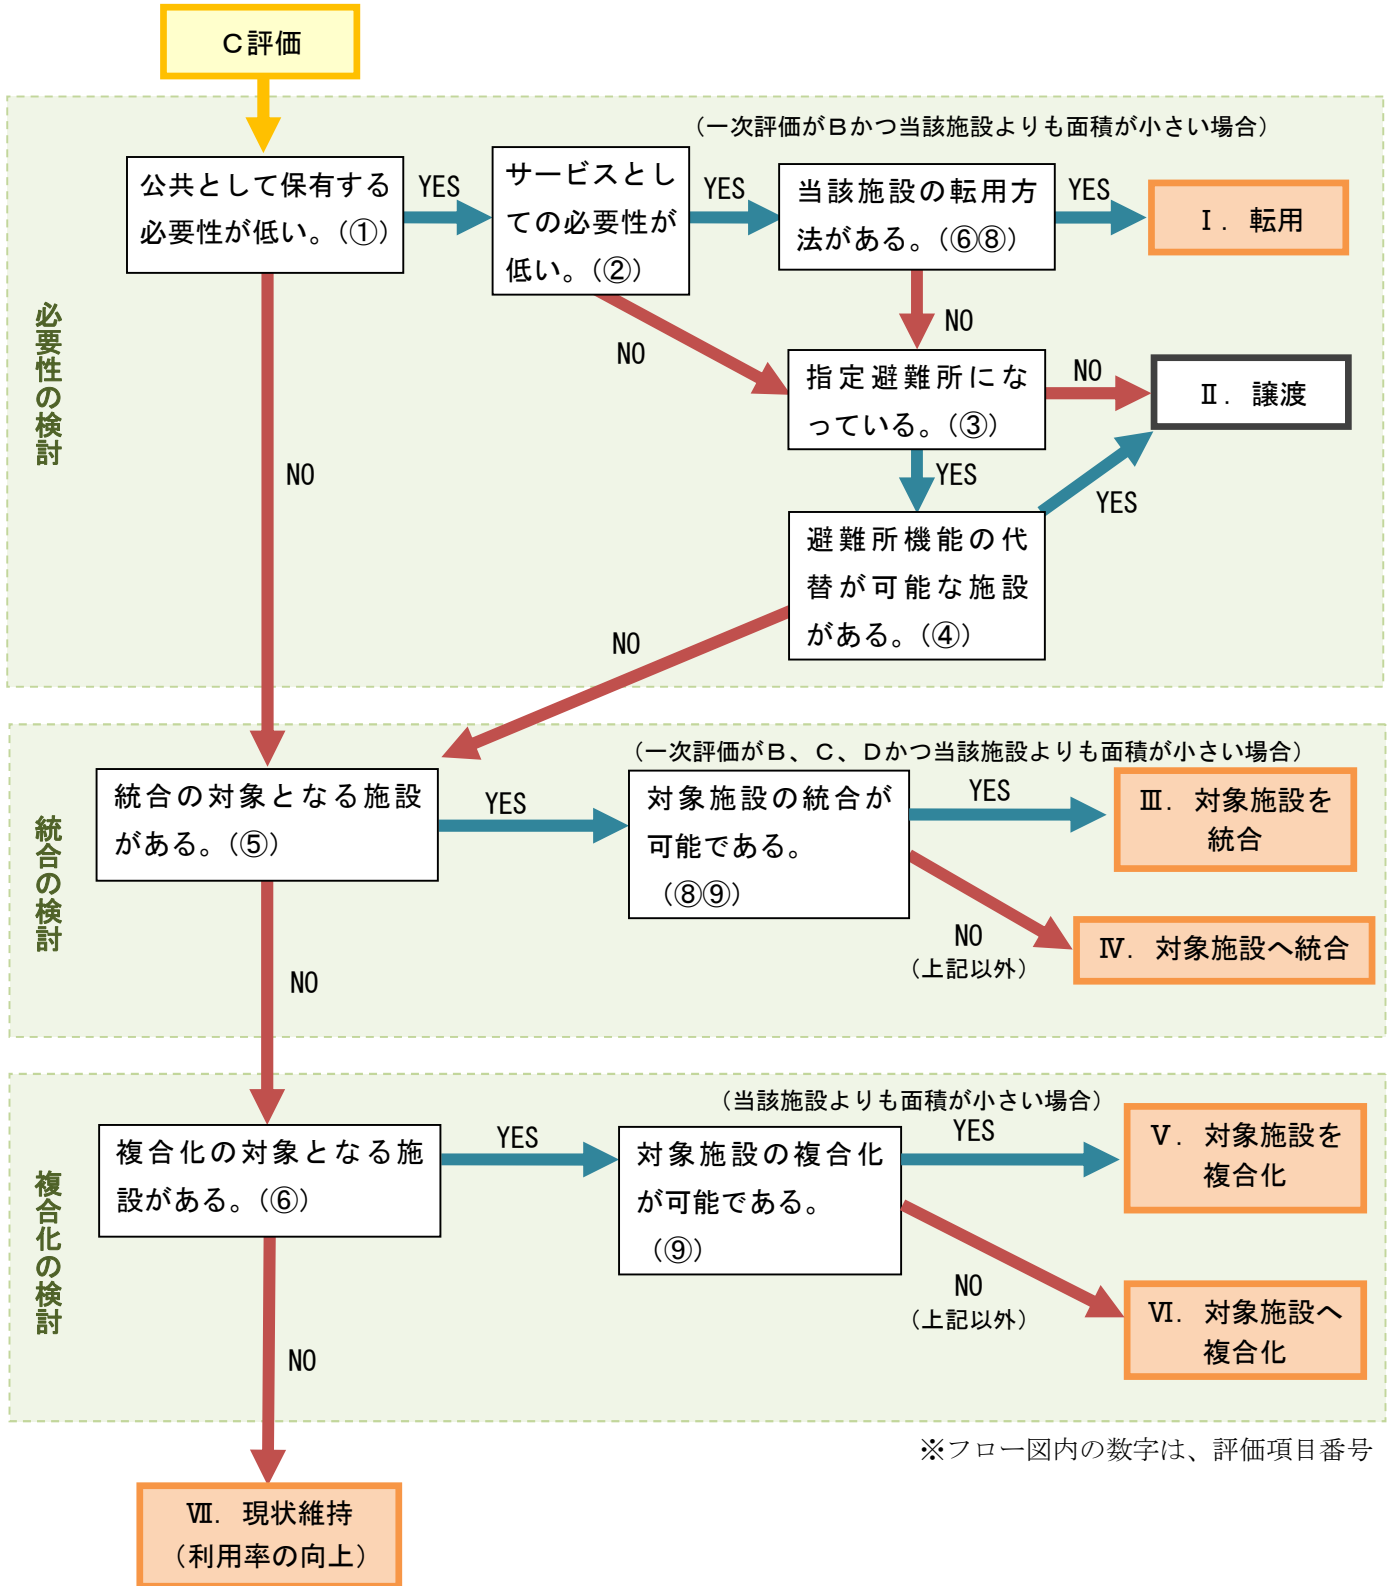 C評価
(一次評価がBかつ当該施設よりも面積が小さい場合)
公共として保有する
必要性が低い。(①)
YES
サービスとし
ての必要性が
低い。(②)
YES
当該施設の転用方
法がある。(⑥⑧)
YES
Ⅰ. 転用
NO
NO
NO
指定避難所にな
っている。(③)
NO
Ⅱ. 譲渡
YES
YES
避難所機能の代
替が可能な施設
がある。(④)
NO
必要性の検討
(一次評価がB、C、Dかつ当該施設よりも面積が小さい場合)
統合の対象となる施設
がある。(⑤)
YES
対象施設の統合が
可能である。
(⑧⑨)
YES
Ⅲ. 対象施設を
統合
NO
(上記以外)
Ⅳ. 対象施設へ統合
NO
統合の検討
(当該施設よりも面積が小さい場合)
複合化の対象となる施
設がある。(⑥)
YES
対象施設の複合化
が可能である。
(⑨)
YES
Ⅴ. 対象施設を
複合化
NO
(上記以外)
Ⅵ. 対象施設へ
複合化
NO
複合化の検討
※フロー図内の数字は、評価項目番号
Ⅶ. 現状維持
(利用率の向上)